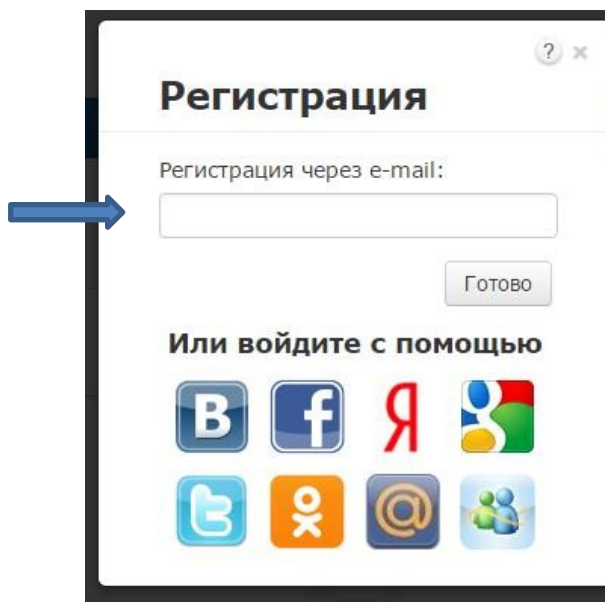 ?
×
Регистрация
Регистрация через e-mail:
Готово
Или войдите с помощью
В f Я g
t @